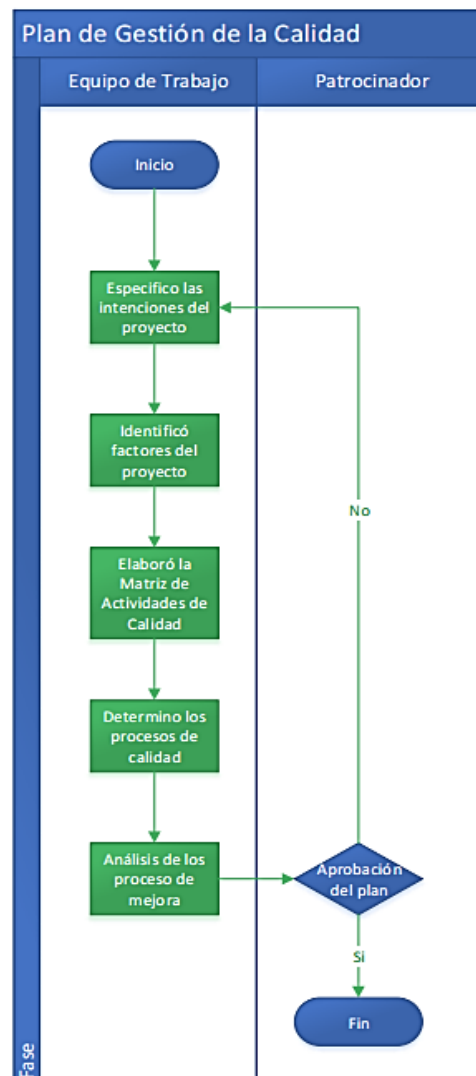 Plan de Gestión de la Calidad
Equipo de Trabajo
Patrocinador
Inicio
Especifico las
intenciones del
proyecto
Identificó
factores del
proyecto
No
Elaboró la
Matriz de
Actividades de
Calidad
Determino los
procesos de
calidad
Análisis de los
proceso de
mejora
Aprobación
del plan
Si
Fin
Fase